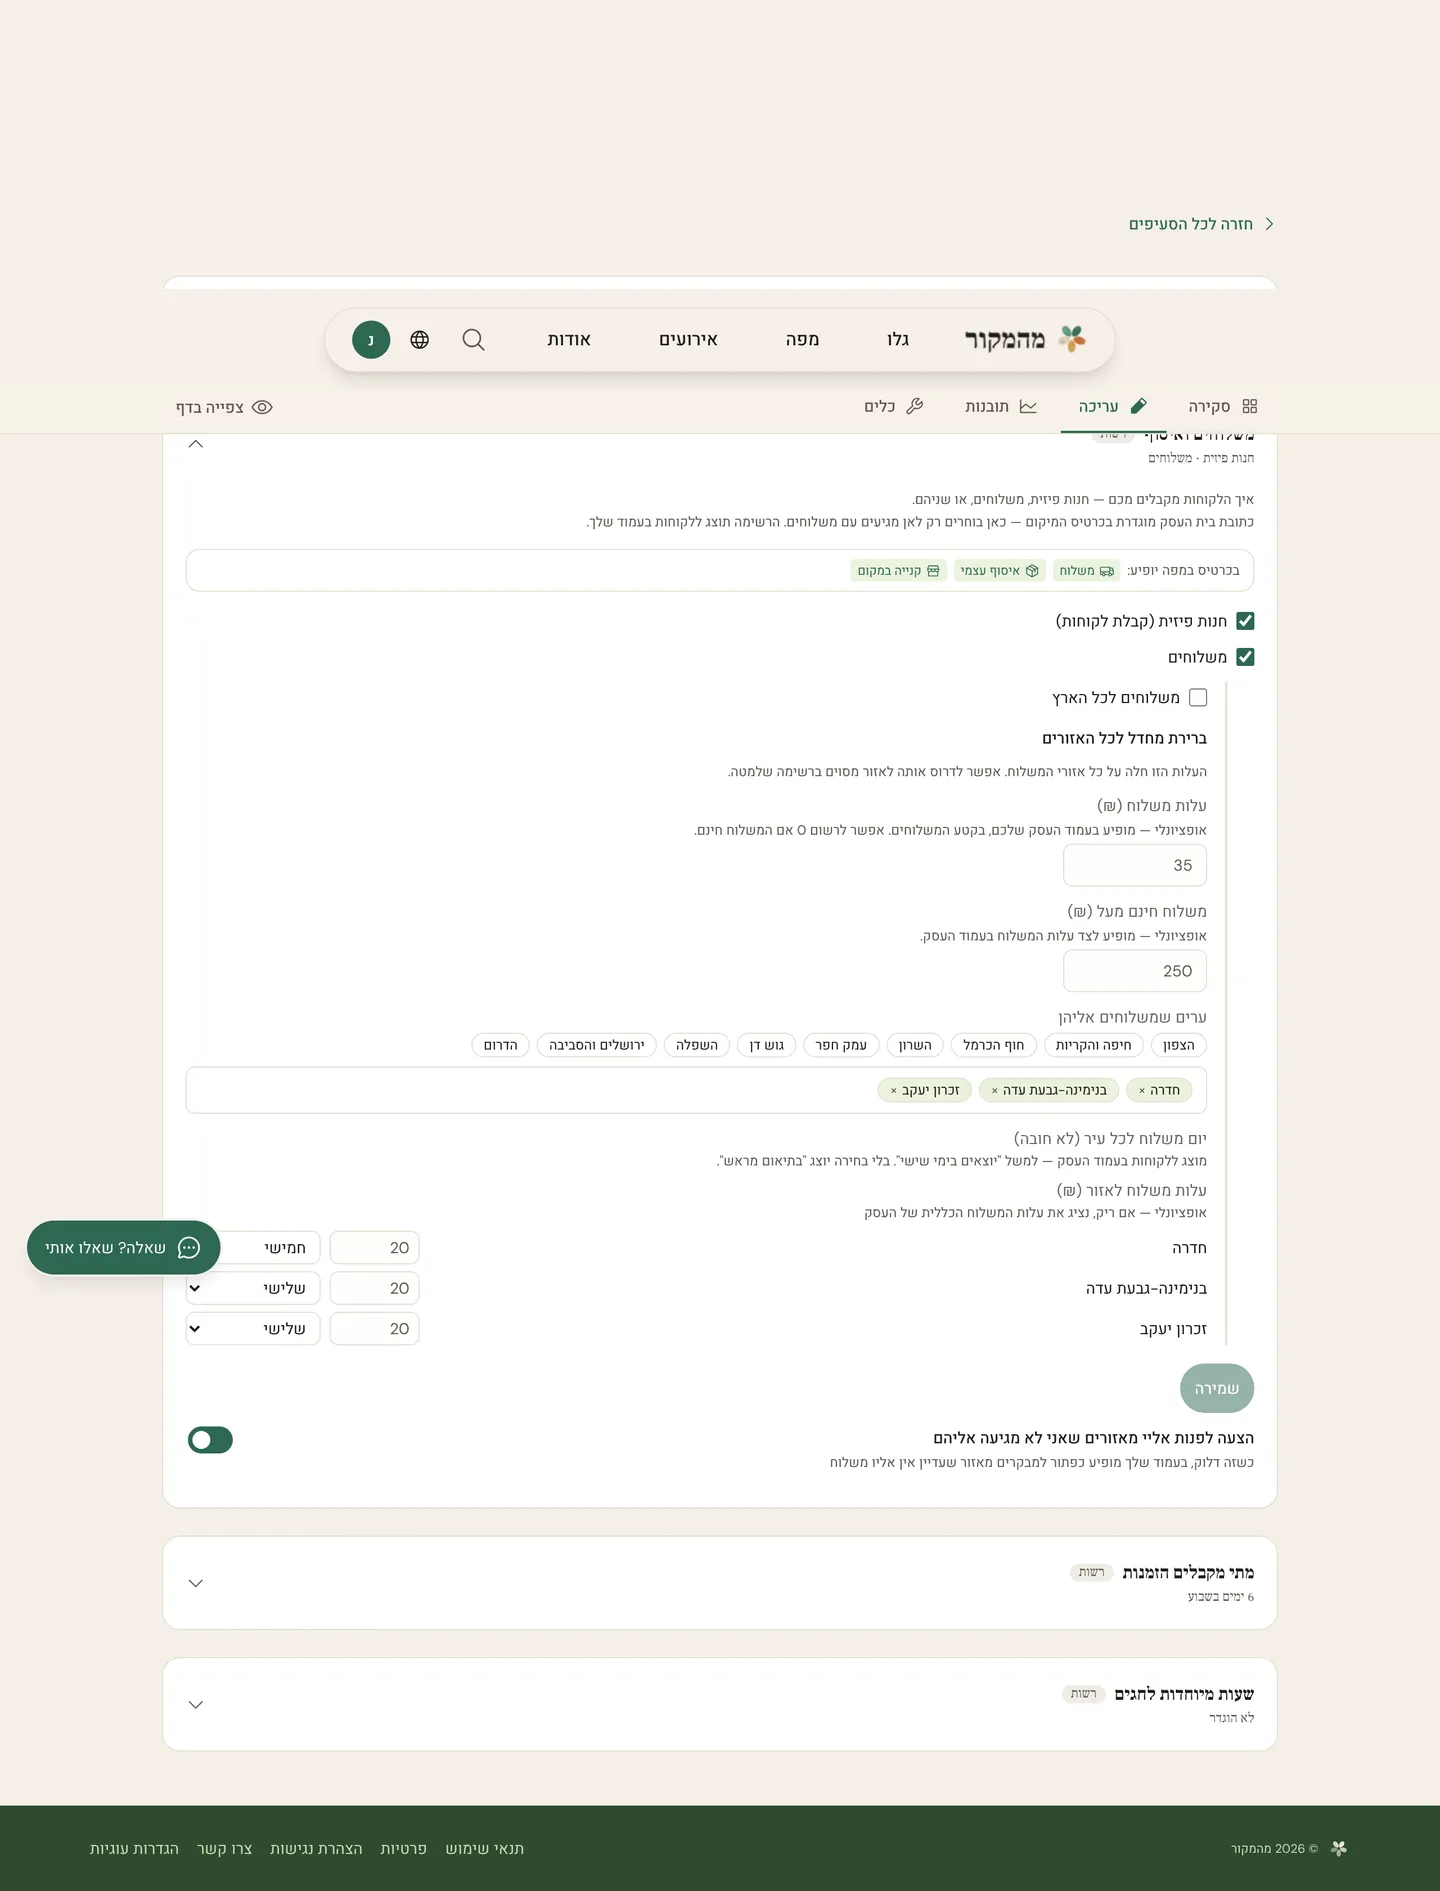 חזרה לכל הסעיפים
מהמקור גלו מפה אירועים אודות נ
סקירה עריכה תובנות כלים צפייה בדף
משלוחים ואיסוף רשות
חנות פיזית · משלוחים
איך הלקוחות מקבלים מכם — חנות פיזית, משלוחים, או שניהם.
כתובת בית העסק מוגדרת בכרטיס המיקום — כאן בוחרים רק לאן מגיעים עם משלוחים. הרשימה תוצג ללקוחות בעמוד שלך.
בכרטיס במפה יופיע: משלוח איסוף עצמי קנייה במקום
חנות פיזית (קבלת לקוחות)
משלוחים
משלוחים לכל הארץ
ברירת מחדל לכל האזורים
העלות הזו חלה על כל אזורי המשלוח. אפשר לדרוס אותה לאזור מסוים ברשימה שלמטה.
עלות משלוח (₪)
אופציונלי — מופיע בעמוד העסק שלכם, בקטע המשלוחים. אפשר לרשום 0 אם המשלוח חינם.
35
משלוח חינם מעל (₪)
אופציונלי — מופיע לצד עלות המשלוח בעמוד העסק.
250
ערים שמשלוחים אליהן
הצפון חיפה והקריות חוף הכרמל השרון עמק חפר גוש דן השפלה ירושלים והסביבה הדרום
חדרה × בנימינה-גבעת עדה × זכרון יעקב ×
יום משלוח לכל עיר (לא חובה)
מוצג ללקוחות בעמוד העסק — למשל "יוצאים בימי שישי". בלי בחירה יוצג "בתיאום מראש".
עלות משלוח לאזור (₪)
אופציונלי — אם ריק, נציג את עלות המשלוח הכללית של העסק
חדרה 20 חמישי
שאלה? שאלו אותי
בנימינה-גבעת עדה 20 שלישי
זכרון יעקב 20 שלישי
שמירה
הצעה לפנות אליי מאזורים שאני לא מגיעה אליהם
כשזה דלוק, בעמוד שלך מופיע כפתור למבקרים מאזור שעדיין אין אליו משלוח
מתי מקבלים הזמנות רשות
6 ימים בשבוע
שעות מיוחדות לחגים רשות
לא הוגדר
© 2026 מהמקור תנאי שימוש פרטיות הצהרת נגישות צרו קשר הגדרות עוגיות